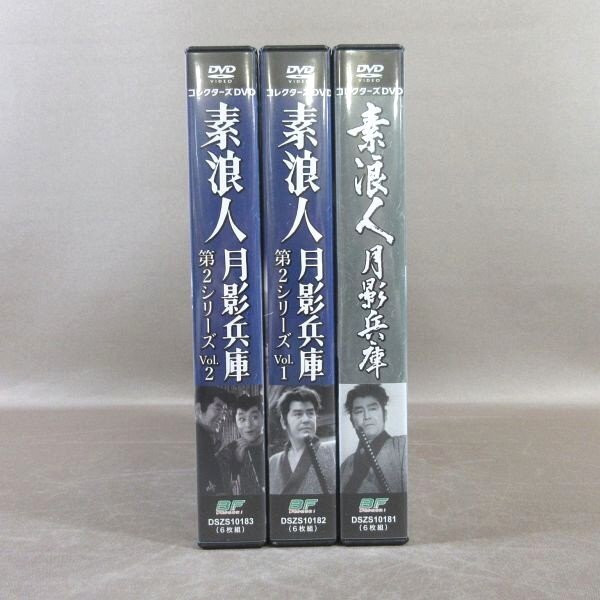 DVD
VIDEO
コレクターズDVD
素浪人
月影兵庫
第2シリーズ Vol.2
BF
DSZS10183
(6枚組)
DVD
VIDEO
コレクターズDVD
素浪人
月影兵庫
第2シリーズ Vol.1
BF
DSZS10182
(6枚組)
DVD
VIDEO
コレクターズDVD
素浪人
月影兵庫
BF
DSZS10181
(6枚組)